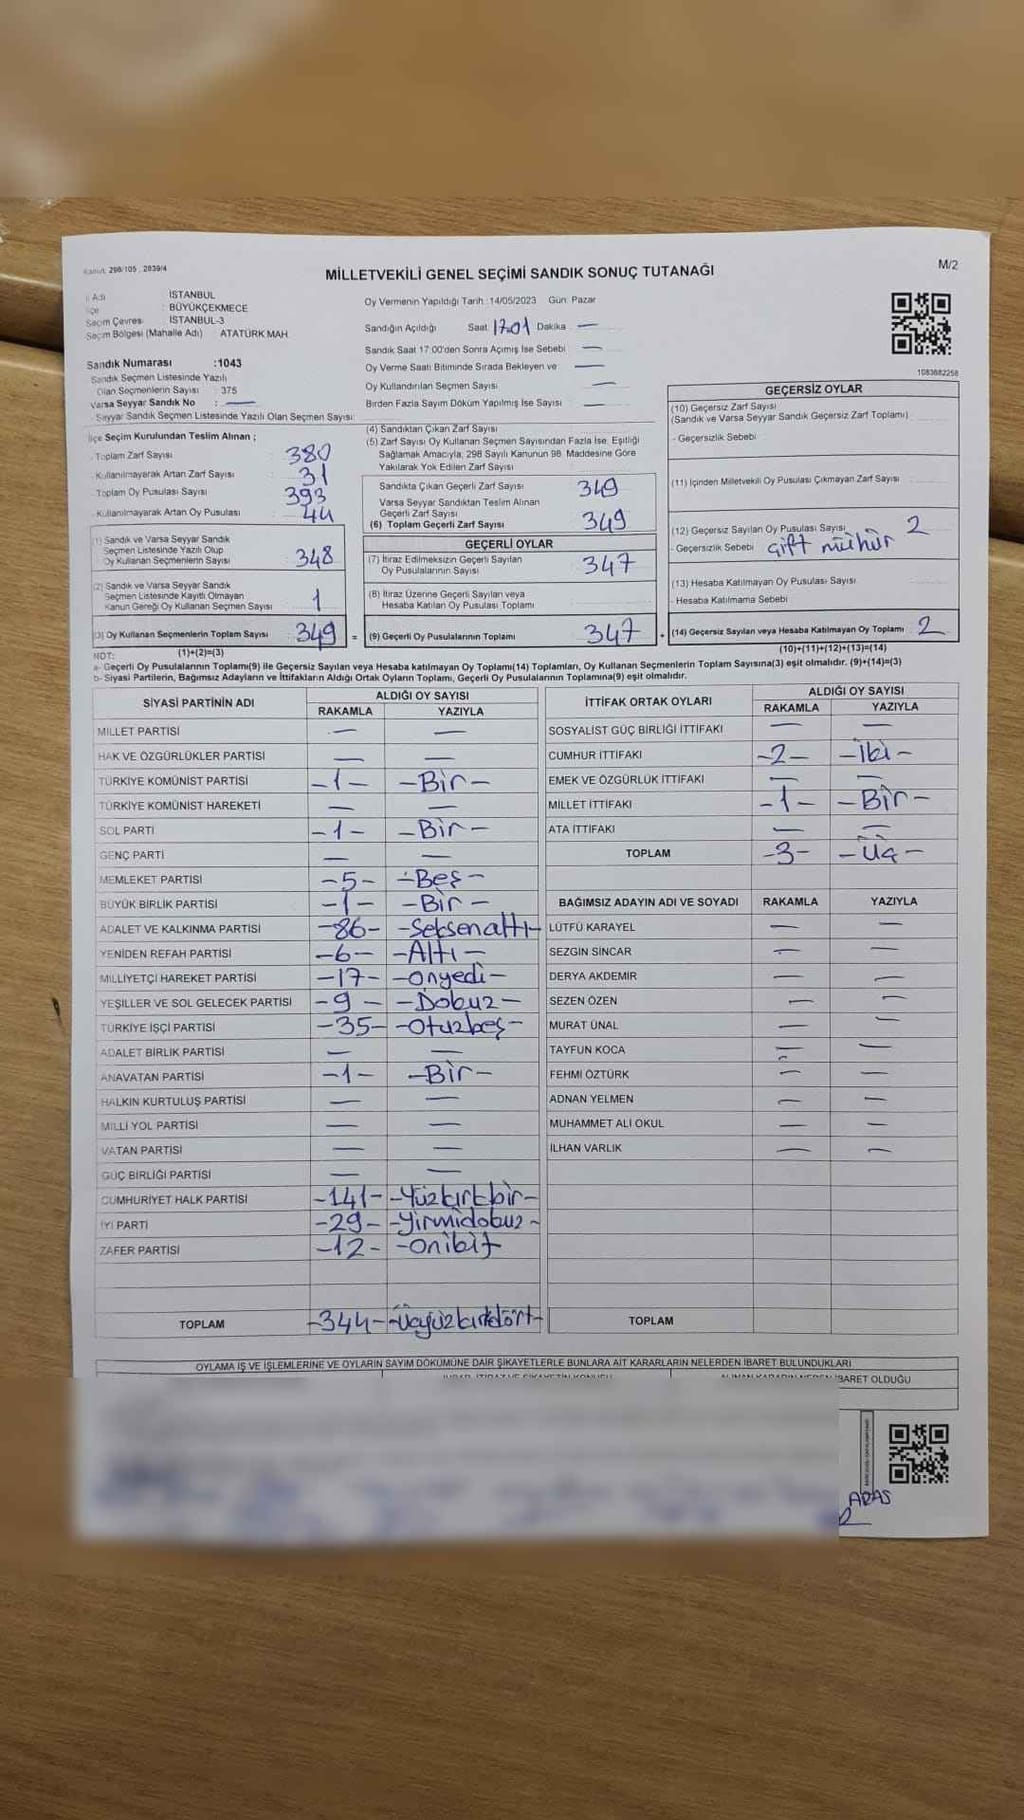 Kanun: 298/105 , 2839/4
MİLLETVEKİLİ GENEL SEÇİMİ SANDIK SONUÇ TUTANAĞI
M/2
İl Adı : İSTANBUL
İlçe : BÜYÜKÇEKMECE
Seçim Çevresi : İSTANBUL-3
Seçim Bölgesi (Mahalle Adı) : ATATÜRK MAH.
Oy Vermenin Yapıldığı Tarih : 14/05/2023 Gün: Pazar
Sandığın Açıldığı Saat 17.01 Dakika —
Sandık Saat 17:00'den Sonra Açımış İse Sebebi —
Oy Verme Saati Bitiminde Sırada Bekleyen ve —
Oy Kullandırılan Seçmen Sayısı —
Birden Fazla Sayım Döküm Yapılmış İse Sayısı —
1083682258
Sandık Numarası :1043
Sandık Seçmen Listesinde Yazılı
Olan Seçmenlerin Sayısı : 375
Varsa Seyyar Sandık No : —
Seyyar Sandık Seçmen Listesinde Yazılı Olan Seçmen Sayısı:
İlçe Seçim Kurulundan Teslim Alınan ;
- Toplam Zarf Sayısı : 380
- Kullanılmayarak Artan Zarf Sayısı : 31
- Toplam Oy Pusulası Sayısı : 393
- Kullanılmayarak Artan Oy Pusulası : 44
(1) Sandık ve Varsa Seyyar Sandık
Seçmen Listesinde Yazılı Olup
Oy Kullanan Seçmenlerin Sayısı 348
(2) Sandık ve Varsa Seyyar Sandık
Seçmen Listesinde Kayıtlı Olmayan
Kanun Gereği Oy Kullanan Seçmen Sayısı 1
(3) Oy Kullanan Seçmenlerin Toplam Sayısı 349 =
(1)+(2)=(3)
(4) Sandıktan Çıkan Zarf Sayısı
(5) Zarf Sayısı Oy Kullanan Seçmen Sayısından Fazla İse, Eşitliği
Sağlamak Amacıyla, 298 Sayılı Kanunun 98. Maddesine Göre
Yakılarak Yok Edilen Zarf Sayısı
Sandıkta Çıkan Geçerli Zarf Sayısı 349
Varsa Seyyar Sandıktan Teslim Alınan
Geçerli Zarf Sayısı
(6) Toplam Geçerli Zarf Sayısı 349
GEÇERLİ OYLAR
(7) İtiraz Edilmeksizin Geçerli Sayılan
Oy Pusulalarının Sayısı 347
(8) İtiraz Üzerine Geçerli Sayılan veya
Hesaba Katılan Oy Pusulası Toplamı
(9) Geçerli Oy Pusulalarının Toplamı 347 +
GEÇERSİZ OYLAR
(10) Geçersiz Zarf Sayısı
(Sandık ve Varsa Seyyar Sandık Geçersiz Zarf Toplamı)
- Geçersizlik Sebebi
(11) İçinden Milletvekili Oy Pusulası Çıkmayan Zarf Sayısı
(12) Geçersiz Sayılan Oy Pusulası Sayısı 2
- Geçersizlik Sebebi çift mühür
(13) Hesaba Katılmayan Oy Pusulası Sayısı
- Hesaba Katılmama Sebebi
(14) Geçersiz Sayılan veya Hesaba Katılmayan Oy Toplamı 2
(10)+(11)+(12)+(13)=(14)
NOT:
a- Geçerli Oy Pusulalarının Toplamı(9) ile Geçersiz Sayılan veya Hesaba katılmayan Oy Toplamı(14) Toplamları, Oy Kullanan Seçmenlerin Toplam Sayısına(3) eşit olmalıdır. (9)+(14)=(3)
b- Siyasi Partilerin, Bağımsız Adayların ve İttifakların Aldığı Ortak Oyların Toplamı, Geçerli Oy Pusulalarının Toplamına(9) eşit olmalıdır.
SİYASİ PARTİNİN ADI ALDIĞI OY SAYISI
RAKAMLA YAZIYLA
MİLLET PARTİSİ — —
HAK VE ÖZGÜRLÜKLER PARTİSİ — —
TÜRKİYE KOMÜNİST PARTİSİ -1- -Bir-
TÜRKİYE KOMÜNİST HAREKETİ — —
SOL PARTİ -1- -Bir-
GENÇ PARTİ — —
MEMLEKET PARTİSİ -5- -Beş-
BÜYÜK BİRLİK PARTİSİ -1- -Bir-
ADALET VE KALKINMA PARTİSİ -86- -Seksenaltı-
YENİDEN REFAH PARTİSİ -6- -Altı-
MİLLİYETÇİ HAREKET PARTİSİ -17- -Onyedi-
YEŞİLLER VE SOL GELECEK PARTİSİ -9- -Dokuz-
TÜRKİYE İŞÇİ PARTİSİ -35- -Otuzbeş-
ADALET BİRLİK PARTİSİ — —
ANAVATAN PARTİSİ -1- -Bir-
HALKIN KURTULUŞ PARTİSİ — —
MİLLİ YOL PARTİSİ — —
VATAN PARTİSİ — —
GÜÇ BİRLİĞİ PARTİSİ — —
CUMHURİYET HALK PARTİSİ -141- -Yüzkırkbir-
İYİ PARTİ -29- -Yirmidokuz-
ZAFER PARTİSİ -12- -Onikit
TOPLAM -344- -Üçyüzkırkdört-
İTTİFAK ORTAK OYLARI ALDIĞI OY SAYISI
RAKAMLA YAZIYLA
SOSYALİST GÜÇ BİRLİĞİ İTTİFAKI — —
CUMHUR İTTİFAKI -2- -İki-
EMEK VE ÖZGÜRLÜK İTTİFAKI — —
MİLLET İTTİFAKI -1- -Bir-
ATA İTTİFAKI — —
TOPLAM -3- -Üç-
BAĞIMSIZ ADAYIN ADI VE SOYADI RAKAMLA YAZIYLA
LÜTFÜ KARAYEL — —
SEZGİN SİNCAR — —
DERYA AKDEMİR — —
SEZEN ÖZEN — —
MURAT ÜNAL — —
TAYFUN KOCA — —
FEHMİ ÖZTÜRK — —
ADNAN YELMEN — —
MUHAMMET ALİ OKUL — —
İLHAN VARLIK — —
TOPLAM
OYLAMA İŞ VE İŞLEMLERİNE VE OYLARIN SAYIM DÖKÜMÜNE DAİR ŞİKAYETLERLE BUNLARA AİT KARARLARIN NELERDEN İBARET BULUNDUKLARI
İBARET OLDUĞU
ARAS